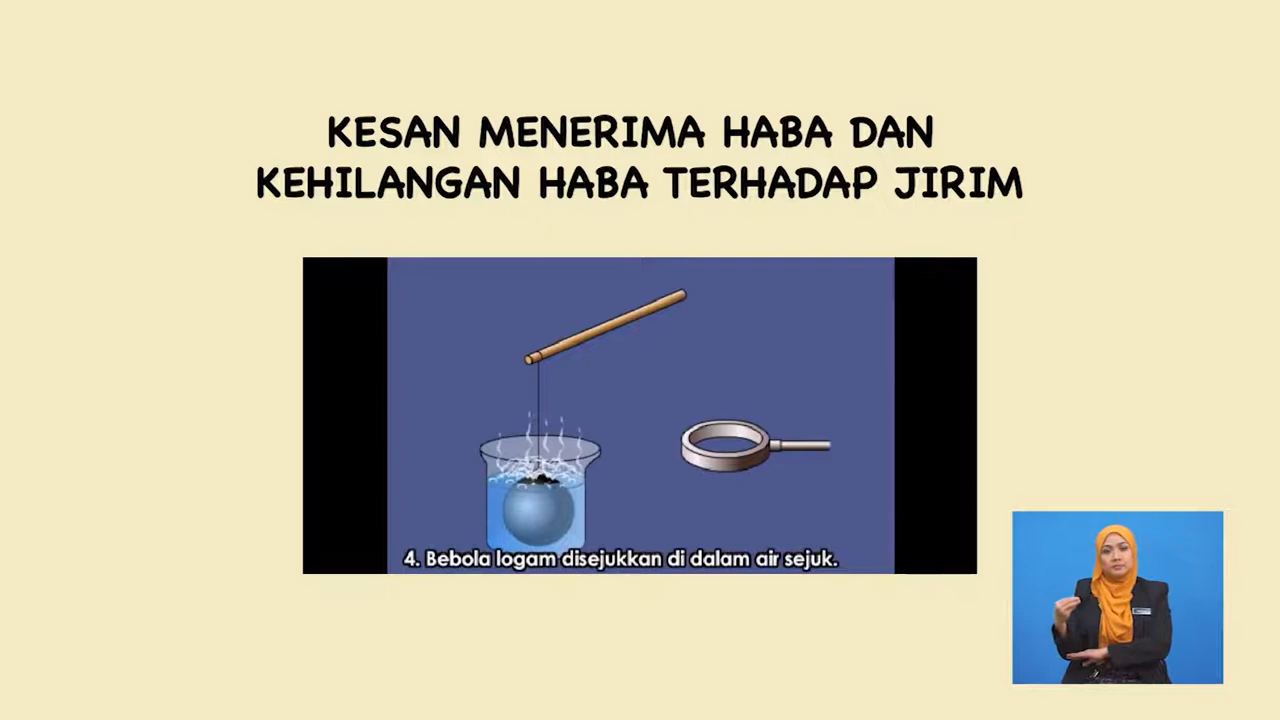 KESAN MENERIMA HABA DAN
KEHILANGAN HABA TERHADAP JIRIM
4. Bebola logam disejukkan di dalam air sejuk.